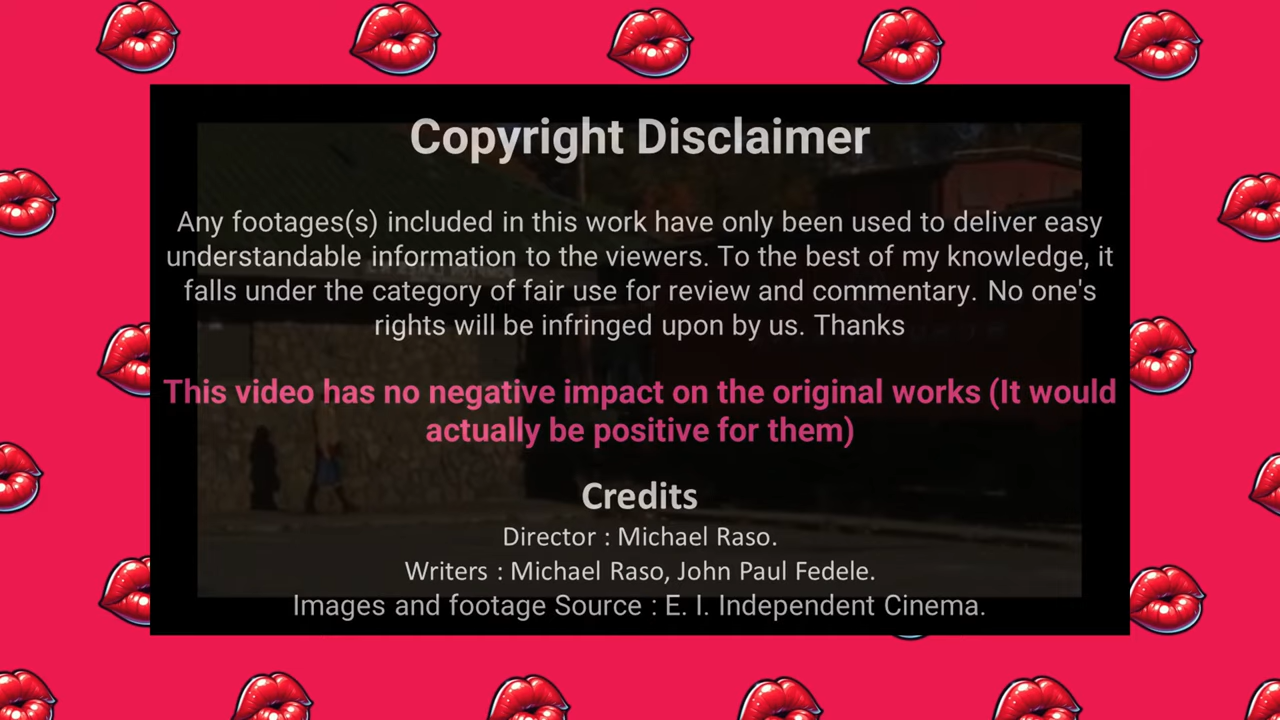 Copyright Disclaimer
Any footages(s) included in this work have only been used to deliver easy
understandable information to the viewers. To the best of my knowledge, it
falls under the category of fair use for review and commentary. No one's
rights will be infringed upon by us. Thanks
This video has no negative impact on the original works (It would
actually be positive for them)
Credits
Director : Michael Raso.
Writers : Michael Raso, John Paul Fedele.
Images and footage Source : E. I. Independent Cinema.